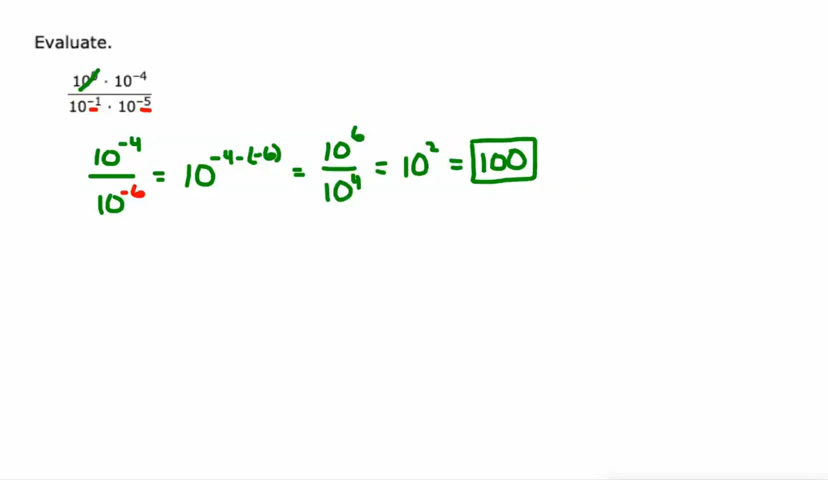 Evaluate.
10⁰ · 10⁻⁴
10⁻¹ · 10⁻⁵
10⁻⁴ / 10⁻⁶ = 10⁻⁴⁻⁽⁻⁶⁾ = 10⁶ / 10⁴ = 10² = 100